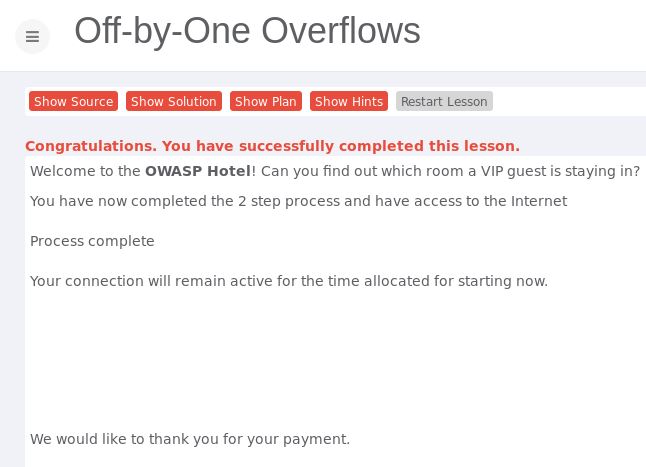 Off-by-One Overflows
Show Source Show Solution Show Plan Show Hints Restart Lesson
Congratulations. You have successfully completed this lesson.
Welcome to the OWASP Hotel! Can you find out which room a VIP guest is staying in?
You have now completed the 2 step process and have access to the Internet
Process complete
Your connection will remain active for the time allocated for starting now.
We would like to thank you for your payment.